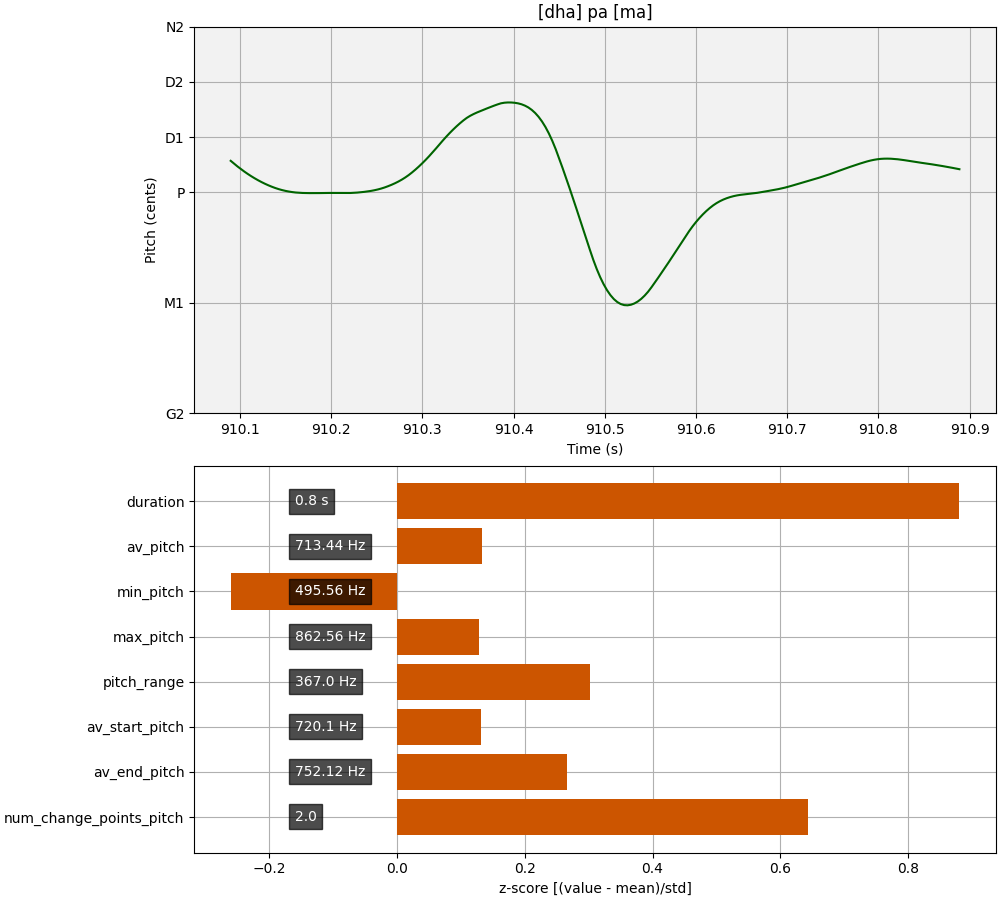 [dha] pa [ma]
N2
D2
D1
P
M1
G2
Pitch (cents)
910.1 910.2 910.3 910.4 910.5 910.6 910.7 910.8 910.9
Time (s)
duration 0.8 s
av_pitch 713.44 Hz
min_pitch 495.56 Hz
max_pitch 862.56 Hz
pitch_range 367.0 Hz
av_start_pitch 720.1 Hz
av_end_pitch 752.12 Hz
num_change_points_pitch 2.0
−0.2 0.0 0.2 0.4 0.6 0.8
z-score [(value - mean)/std]